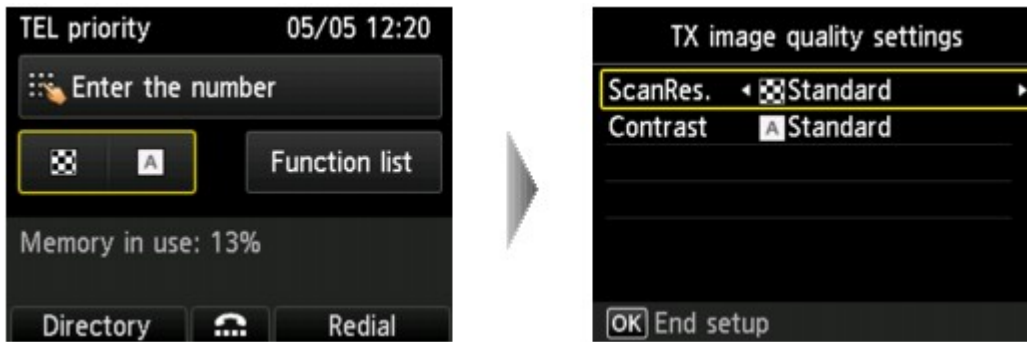 TEL priority 05/05 12:20
Enter the number
A Function list
Memory in use: 13%
Directory Redial
TX image quality settings
ScanRes. Standard
Contrast A Standard
OK End setup